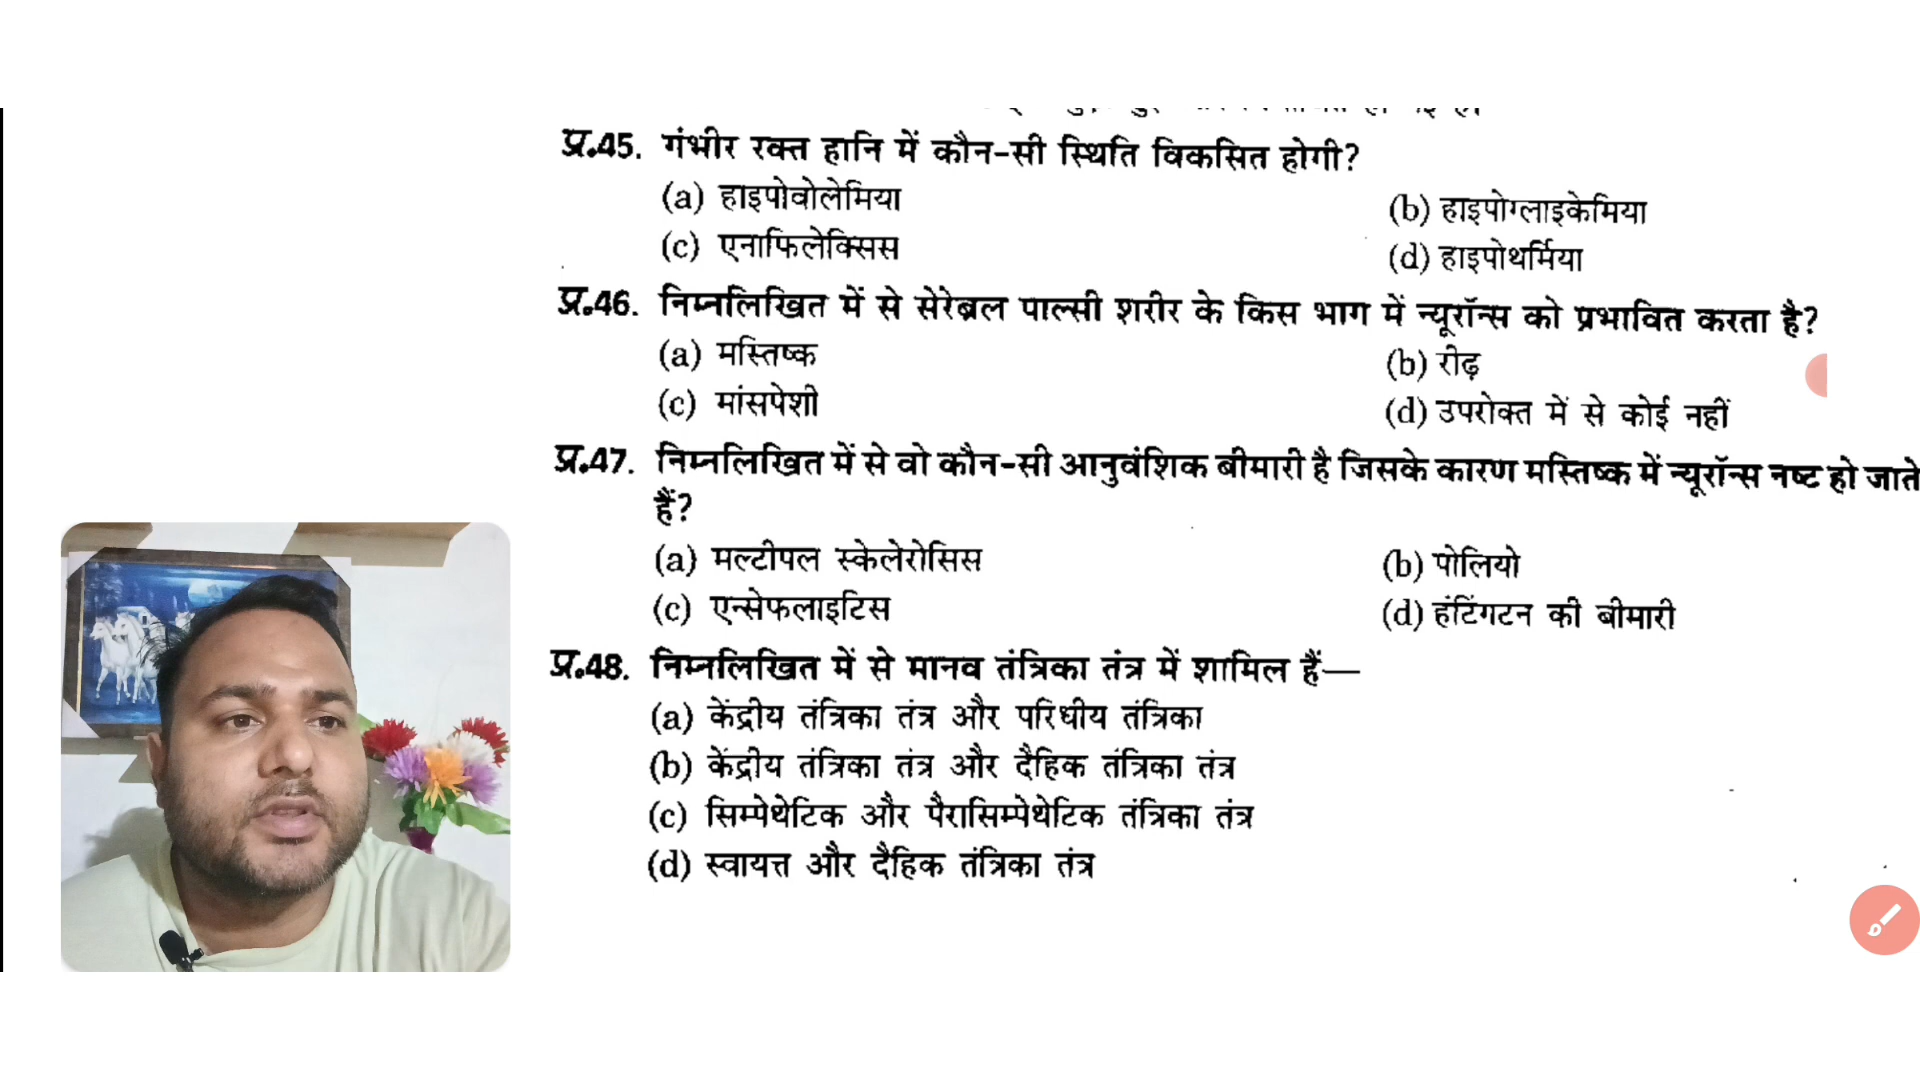 प्र.45. गंभीर रक्त हानि में कौन-सी स्थिति विकसित होगी?
(a) हाइपोवोलेमिया (b) हाइपोग्लाइकेमिया
(c) एनाफिलेक्सिस (d) हाइपोथर्मिया
प्र.46. निम्नलिखित में से सेरेब्रल पाल्सी शरीर के किस भाग में न्यूरॉन्स को प्रभावित करता है?
(a) मस्तिष्क (b) रीढ़
(c) मांसपेशी (d) उपरोक्त में से कोई नहीं
प्र.47. निम्नलिखित में से वो कौन-सी आनुवंशिक बीमारी है जिसके कारण मस्तिष्क में न्यूरॉन्स नष्ट हो जाते
हैं?
(a) मल्टीपल स्केलेरोसिस (b) पोलियो
(c) एन्सेफलाइटिस (d) हंटिंगटन की बीमारी
प्र.48. निम्नलिखित में से मानव तंत्रिका तंत्र में शामिल हैं—
(a) केंद्रीय तंत्रिका तंत्र और परिधीय तंत्रिका
(b) केंद्रीय तंत्रिका तंत्र और दैहिक तंत्रिका तंत्र
(c) सिम्पेथेटिक और पैरासिम्पेथेटिक तंत्रिका तंत्र
(d) स्वायत्त और दैहिक तंत्रिका तंत्र